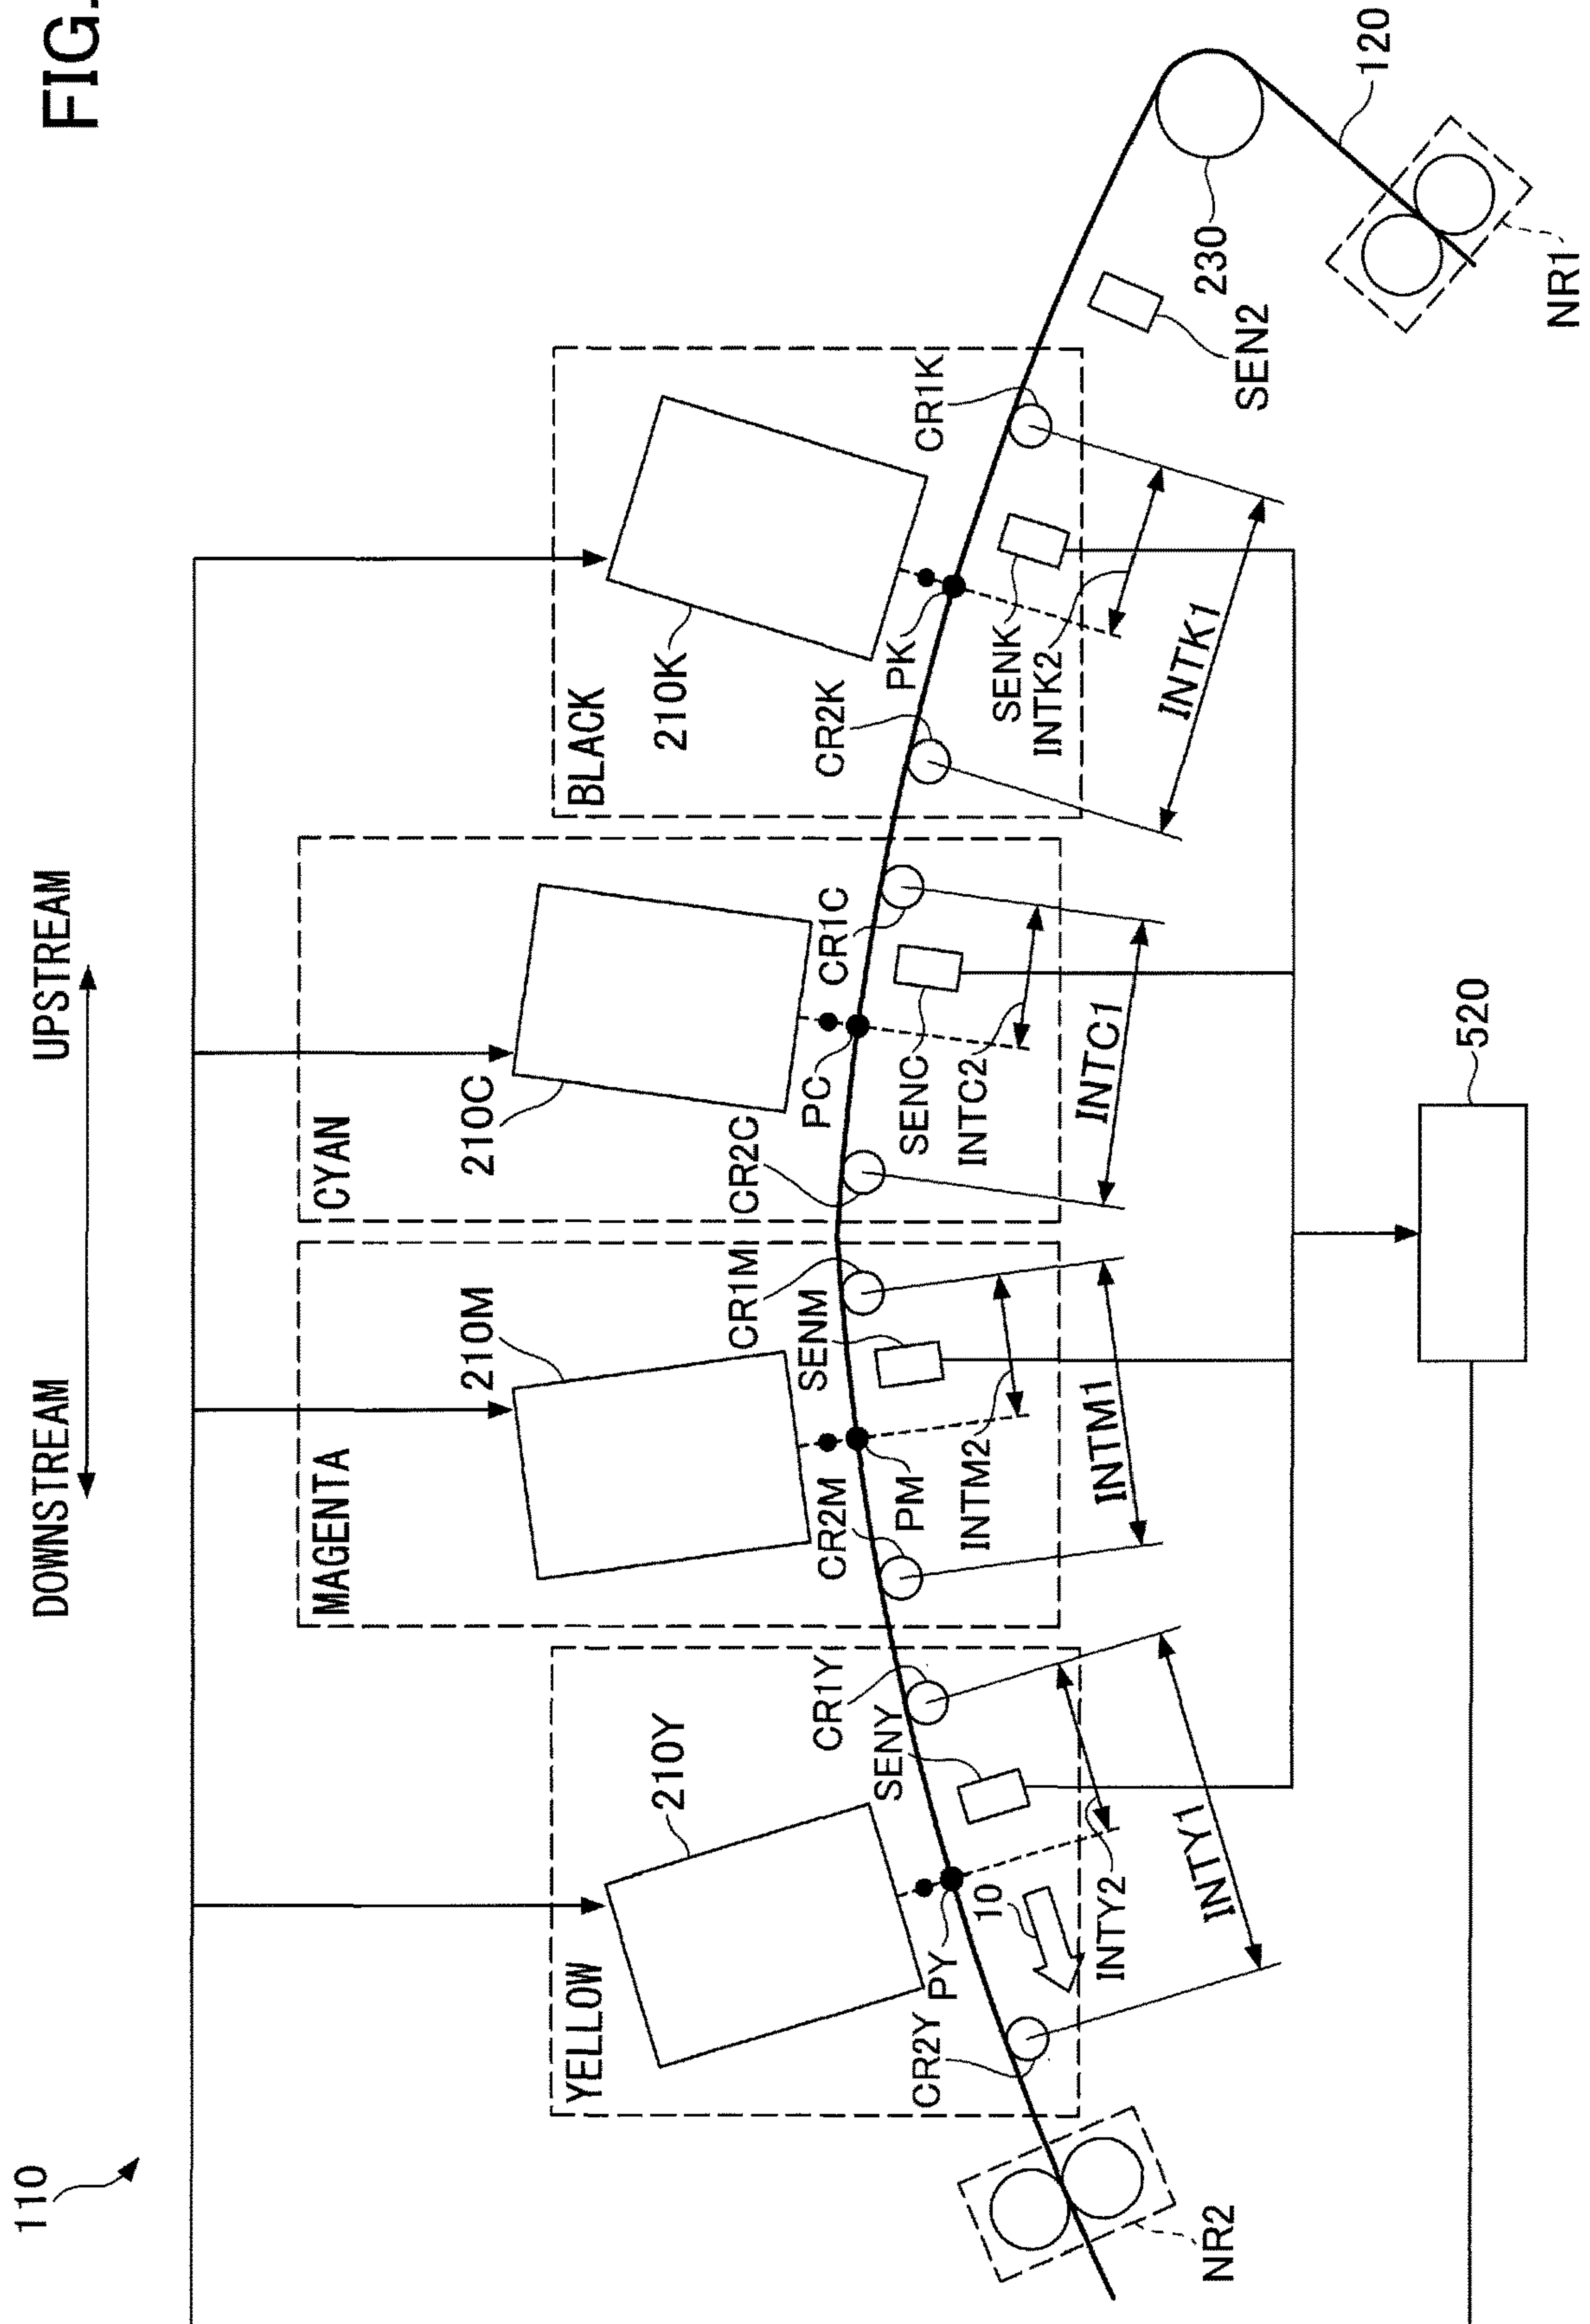 FIG.
110
DOWNSTREAM
UPSTREAM
YELLOW
210Y
MAGENTA
210M
CYAN
210C
BLACK
210K
CR2Y
PY
10
SENY
CR1Y
INTY2
INTY1
CR2M
PM
SENM
CR1M
INTM2
INTM1
CR2C
PC
CR1C
SENC
INTC2
INTC1
CR2K
PK
CR1K
SENK
INTK2
INTK1
SEN2
230
120
NR1
NR2
520